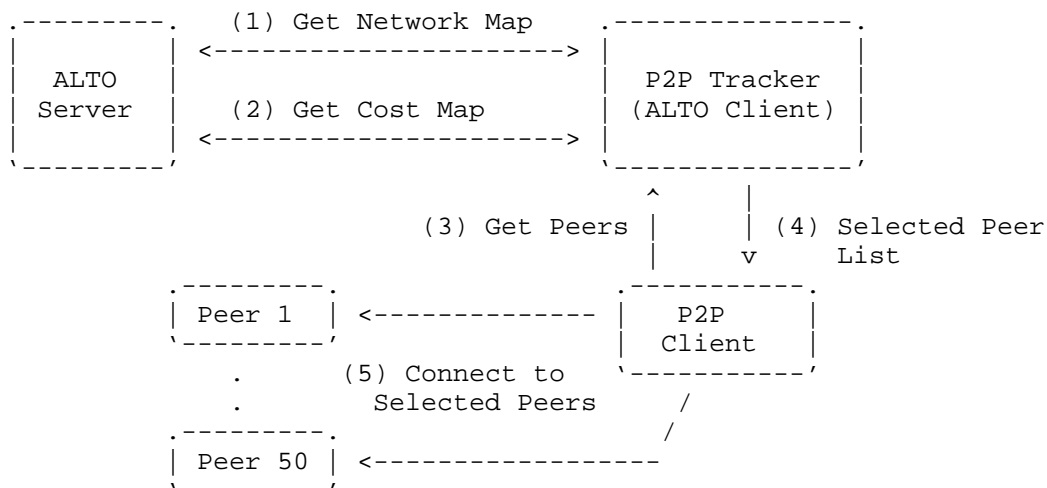 (1) Get Network Map
ALTO
Server
P2P Tracker
(ALTO Client)
(2) Get Cost Map
(3) Get Peers
(4) Selected Peer
List
Peer 1
P2P
Client
(5) Connect to
Selected Peers
Peer 50